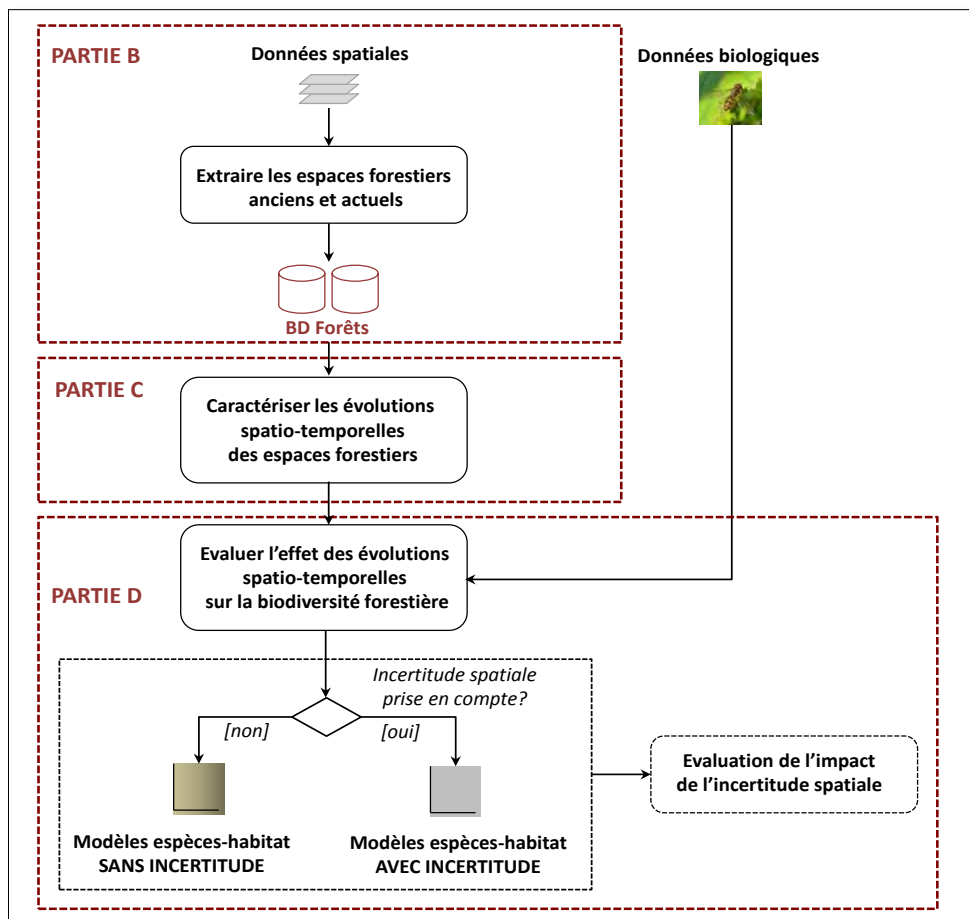 PARTIE B
Données spatiales
Données biologiques
Extraire les espaces forestiers
anciens et actuels
BD Forêts
PARTIE C
Caractériser les évolutions
spatio-temporelles
des espaces forestiers
Evaluer l'effet des évolutions
spatio-temporelles
sur la biodiversité forestière
PARTIE D
Incertitude spatiale
prise en compte?
[non]
[oui]
Modèles espèces-habitat
SANS INCERTITUDE
Modèles espèces-habitat
AVEC INCERTITUDE
Evaluation de l'impact
de l'incertitude spatiale